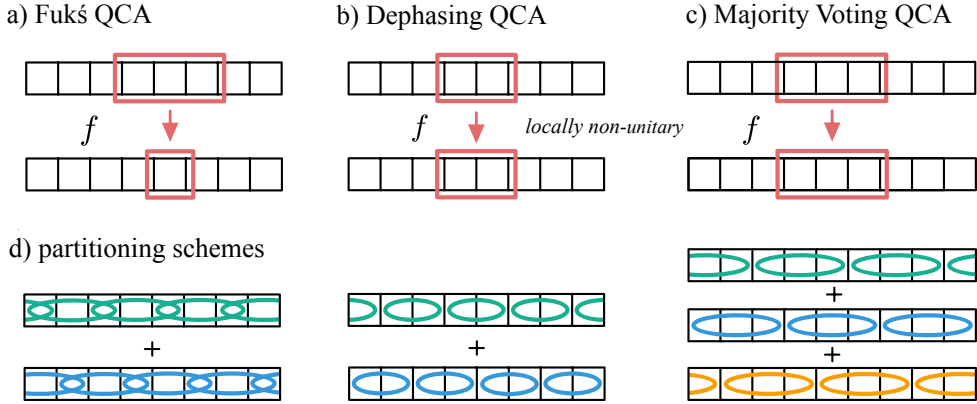 a) Fukś QCA
b) Dephasing QCA
c) Majority Voting QCA
f
f
locally non-unitary
f
d) partitioning schemes
+
+
+
+